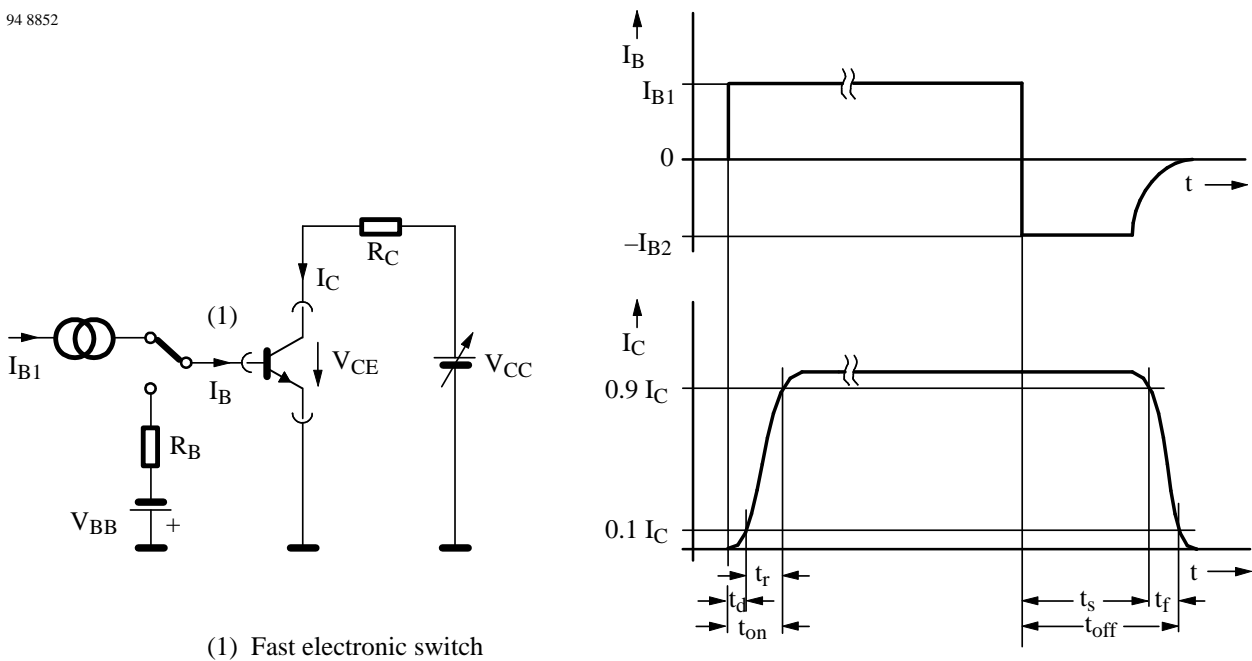 94 8852
I_B
I_B1
0
t
–I_B2
R_C
I_C
(1)
I_B1
I_B
V_CE
V_CC
R_B
V_BB
+
I_C
0.9 I_C
0.1 I_C
t
t_r
t_d
t_s
t_f
t_on
t_off
(1) Fast electronic switch